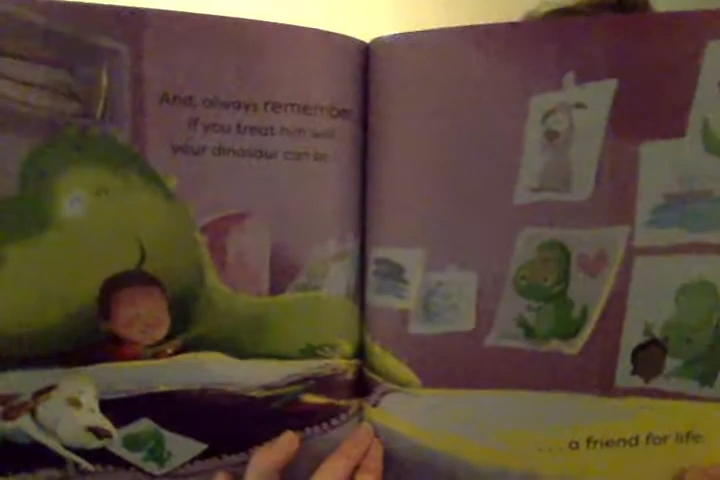 And, always remember
if you treat him well
your dinosaur can be
. . . a friend for life.